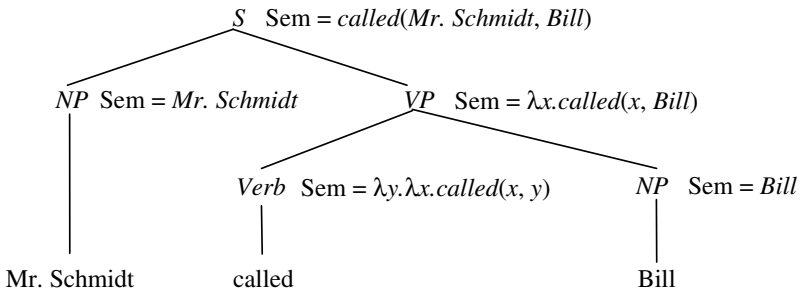 S Sem = called(Mr. Schmidt, Bill)
NP Sem = Mr. Schmidt VP Sem = λx.called(x, Bill)
Verb Sem = λy.λx.called(x, y) NP Sem = Bill
Mr. Schmidt called Bill